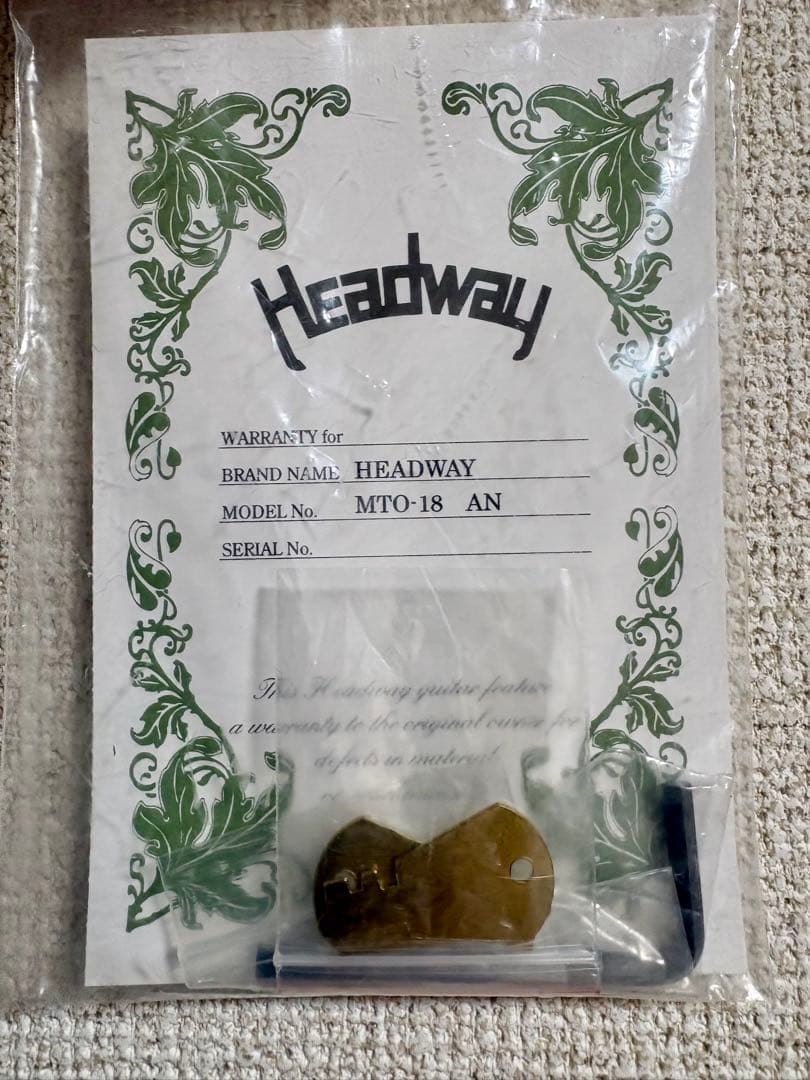 Headway
WARRANTY for
BRAND NAME HEADWAY
MODEL No. MTO-18 AN
SERIAL No.
This Headway guitar feature
a warranty to the original owner for
defects in material